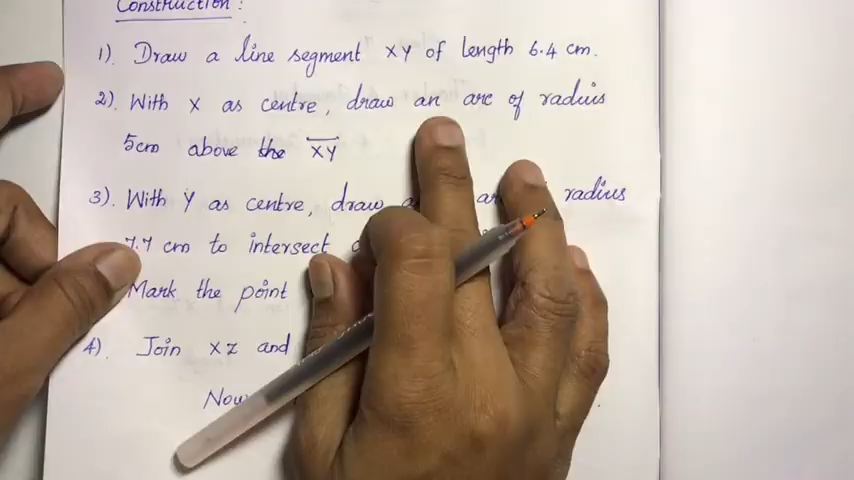 Construction:
1). Draw a line segment XY of length 6.4 cm.
2). With X as centre, draw an arc of radius
5cm above the XY
3). With Y as centre, draw radius
7.7 cm to intersect
Mark the point
4). Join XZ and
Now